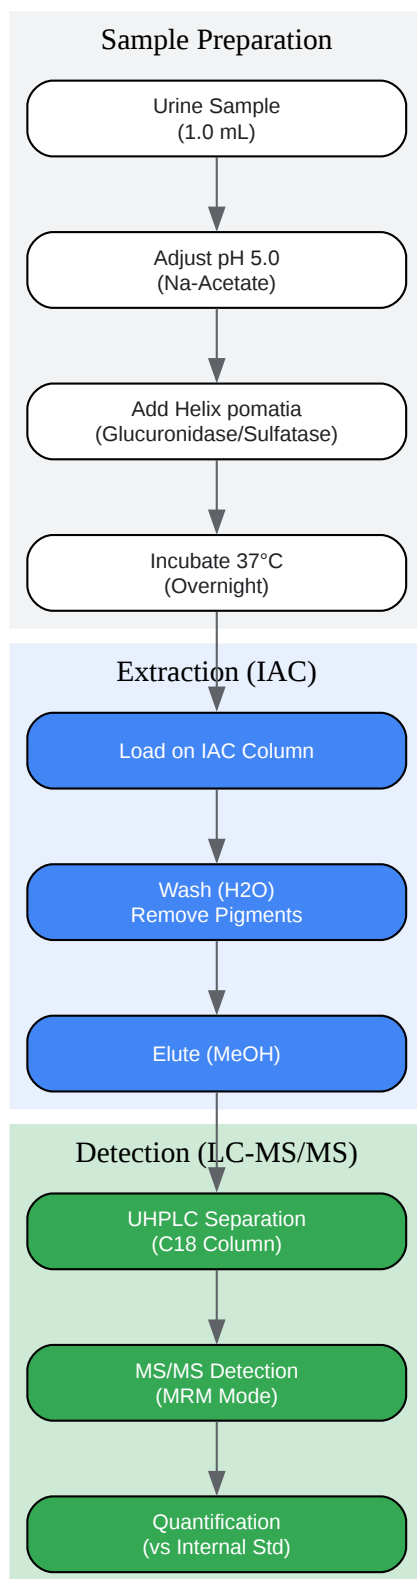 Sample Preparation
Urine Sample
(1.0 mL)
Adjust pH 5.0
(Na-Acetate)
Add Helix pomatia
(Glucuronidase/Sulfatase)
Incubate 37°C
(Overnight)
Extraction (IAC)
Load on IAC Column
Wash (H2O)
Remove Pigments
Elute (MeOH)
Detection (LC-MS/MS)
UHPLC Separation
(C18 Column)
MS/MS Detection
(MRM Mode)
Quantification
(vs Internal Std)